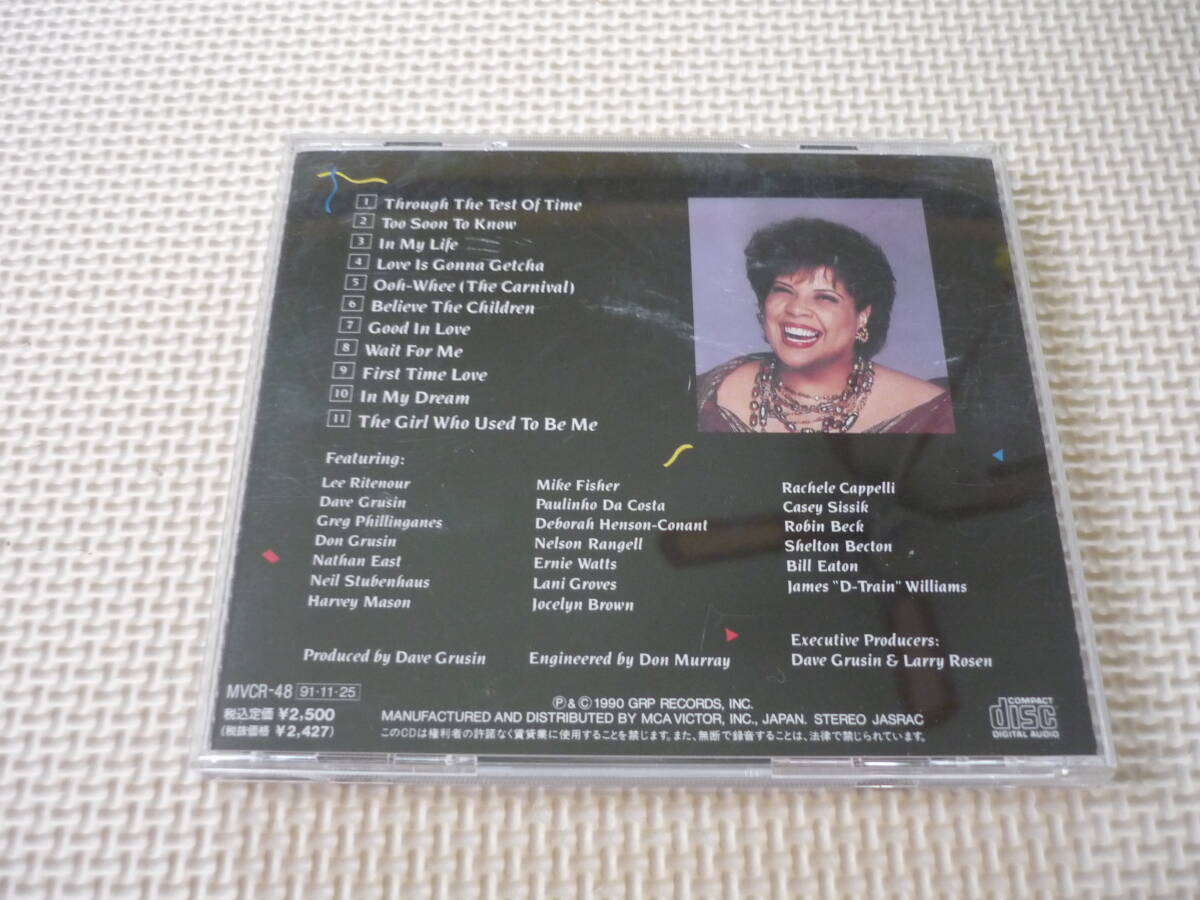 1 Through The Test Of Time
2 Too Soon To Know
3 In My Life
4 Love Is Gonna Getcha
5 Ooh-Whee (The Carnival)
6 Believe The Children
7 Good In Love
8 Wait For Me
9 First Time Love
10 In My Dream
11 The Girl Who Used To Be Me
Featuring:
Lee Ritenour
Dave Grusin
Greg Phillinganes
Don Grusin
Nathan East
Neil Stubenhaus
Harvey Mason
Mike Fisher
Paulinho Da Costa
Deborah Henson-Conant
Nelson Rangell
Ernie Watts
Lani Groves
Jocelyn Brown
Rachele Cappelli
Casey Sissik
Robin Beck
Shelton Becton
Bill Eaton
James "D-Train" Williams
Produced by Dave Grusin
Engineered by Don Murray
Executive Producers:
Dave Grusin & Larry Rosen
MVCR-48 91·11·25
税込定価 ¥2,500
(税抜価格 ¥2,427)
Ⓟ&©1990 GRP RECORDS, INC.
MANUFACTURED AND DISTRIBUTED BY MCA VICTOR, INC., JAPAN. STEREO JASRAC
このCDは権利者の許諾なく賃貸業に使用することを禁じます。また、無断で録音することは、法律で禁じられています。
COMPACT
disc
DIGITAL AUDIO